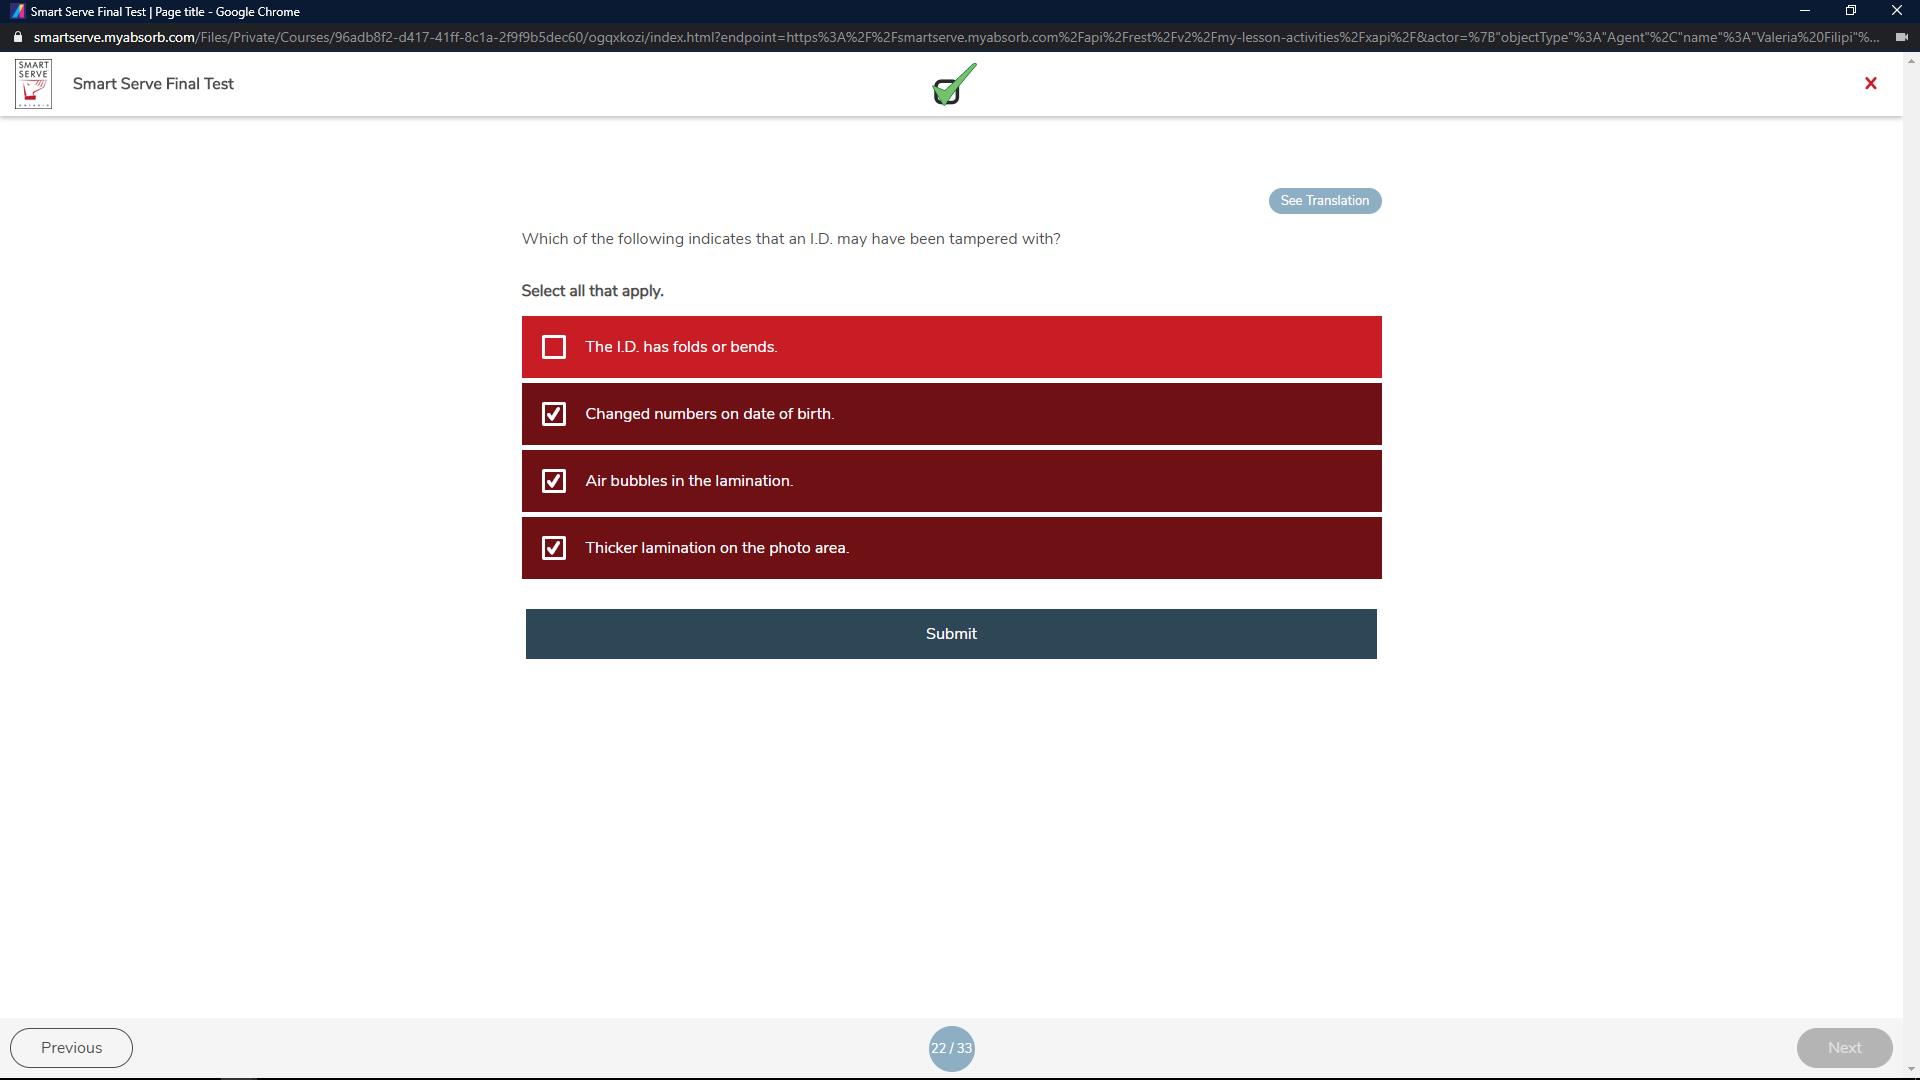 Smart Serve Final Test | Page title - Google Chrome
smartserve.myabsorb.com/Files/Private/Courses/96adb8f2-d417-41ff-8c1a-2f9f9b5dec60/ogqxkozi/index.html?endpoint=https%3A%2F%2Fsmartserve.myabsorb.com%2Fapi%2Frest%2Fv2%2Fmy-lesson-activities%2Fxapi%2F&actor=%7B"objectType"%3A"Agent"%2C"name"%3A"Valeria%20Filipi"%...
SMART
SERVE
Smart Serve Final Test
See Translation
Which of the following indicates that an I.D. may have been tampered with?
Select all that apply.
The I.D. has folds or bends.
Changed numbers on date of birth.
Air bubbles in the lamination.
Thicker lamination on the photo area.
Submit
Previous
22 / 33
Next